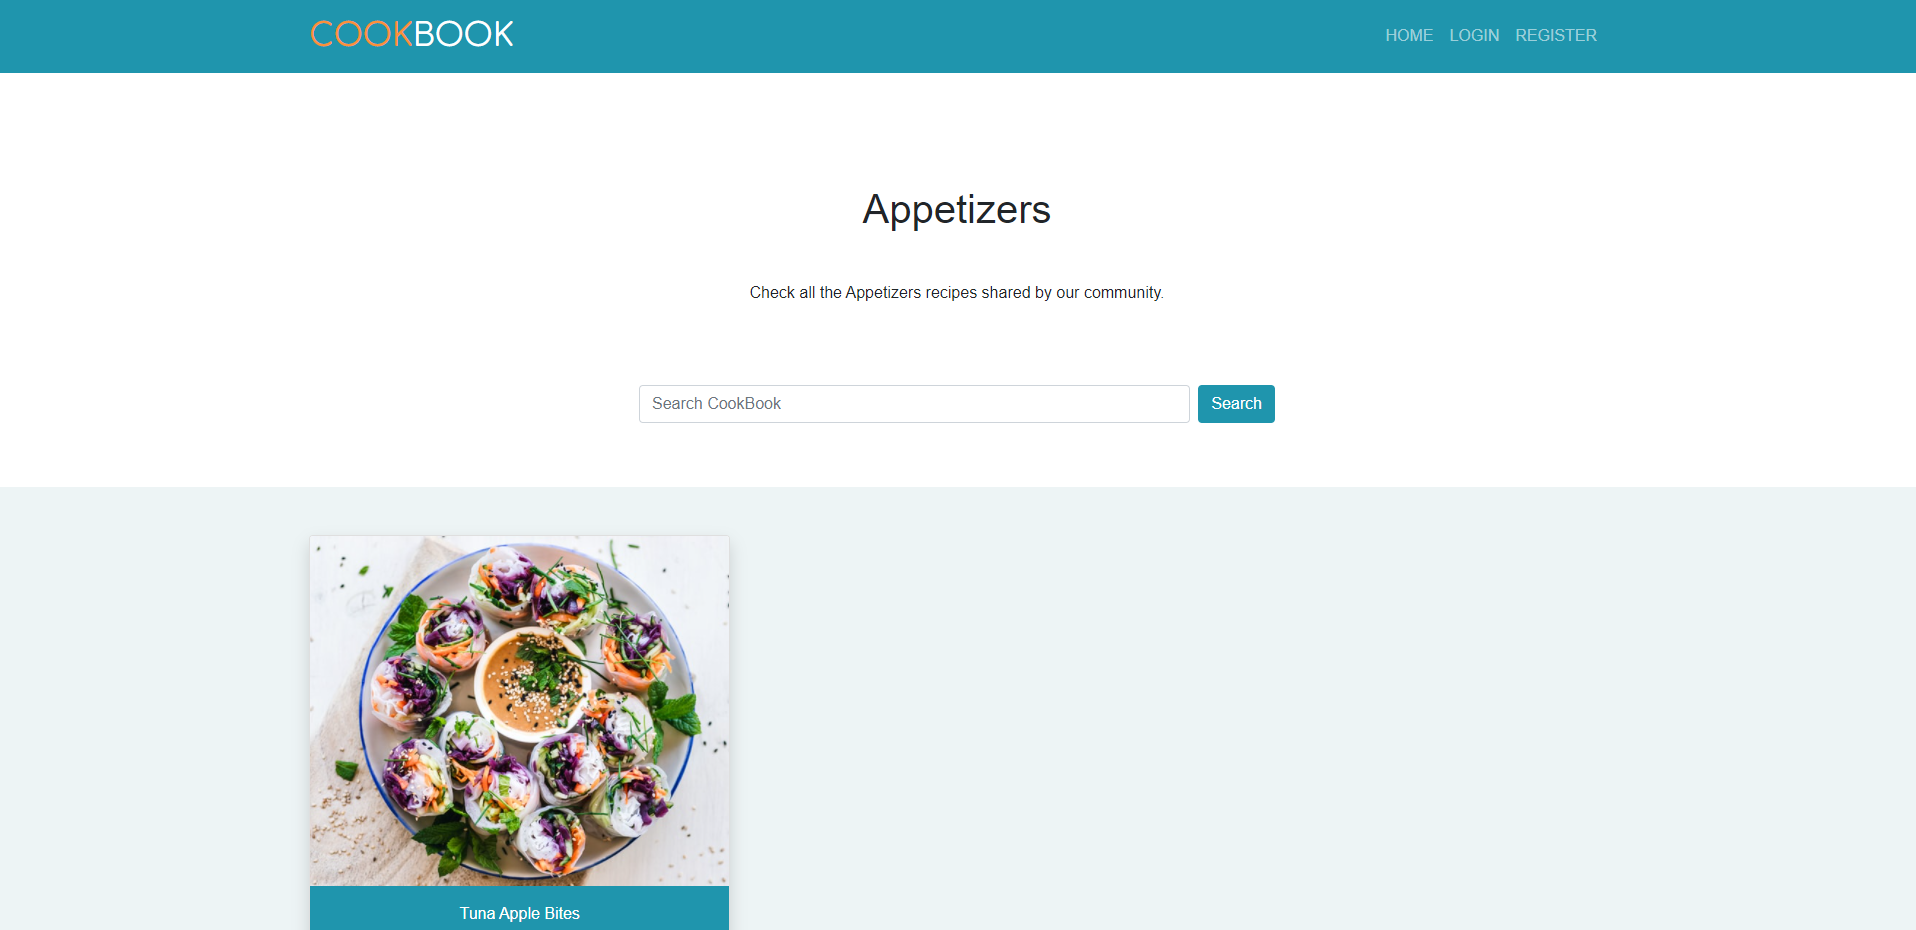 COOKBOOK
HOME LOGIN REGISTER
Appetizers
Check all the Appetizers recipes shared by our community.
Search CookBook
Search
Tuna Apple Bites